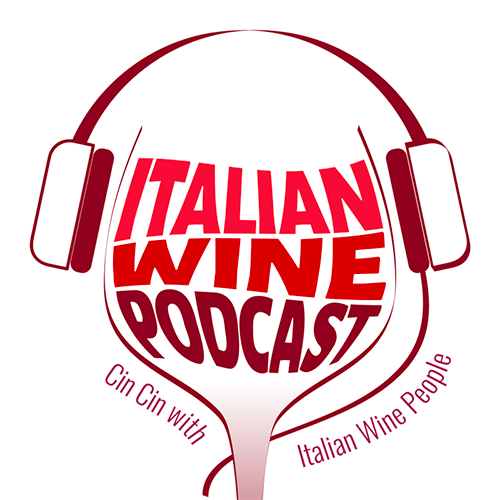 ITALIAN
WINE
PODCAST
Cin Cin with
Italian Wine People